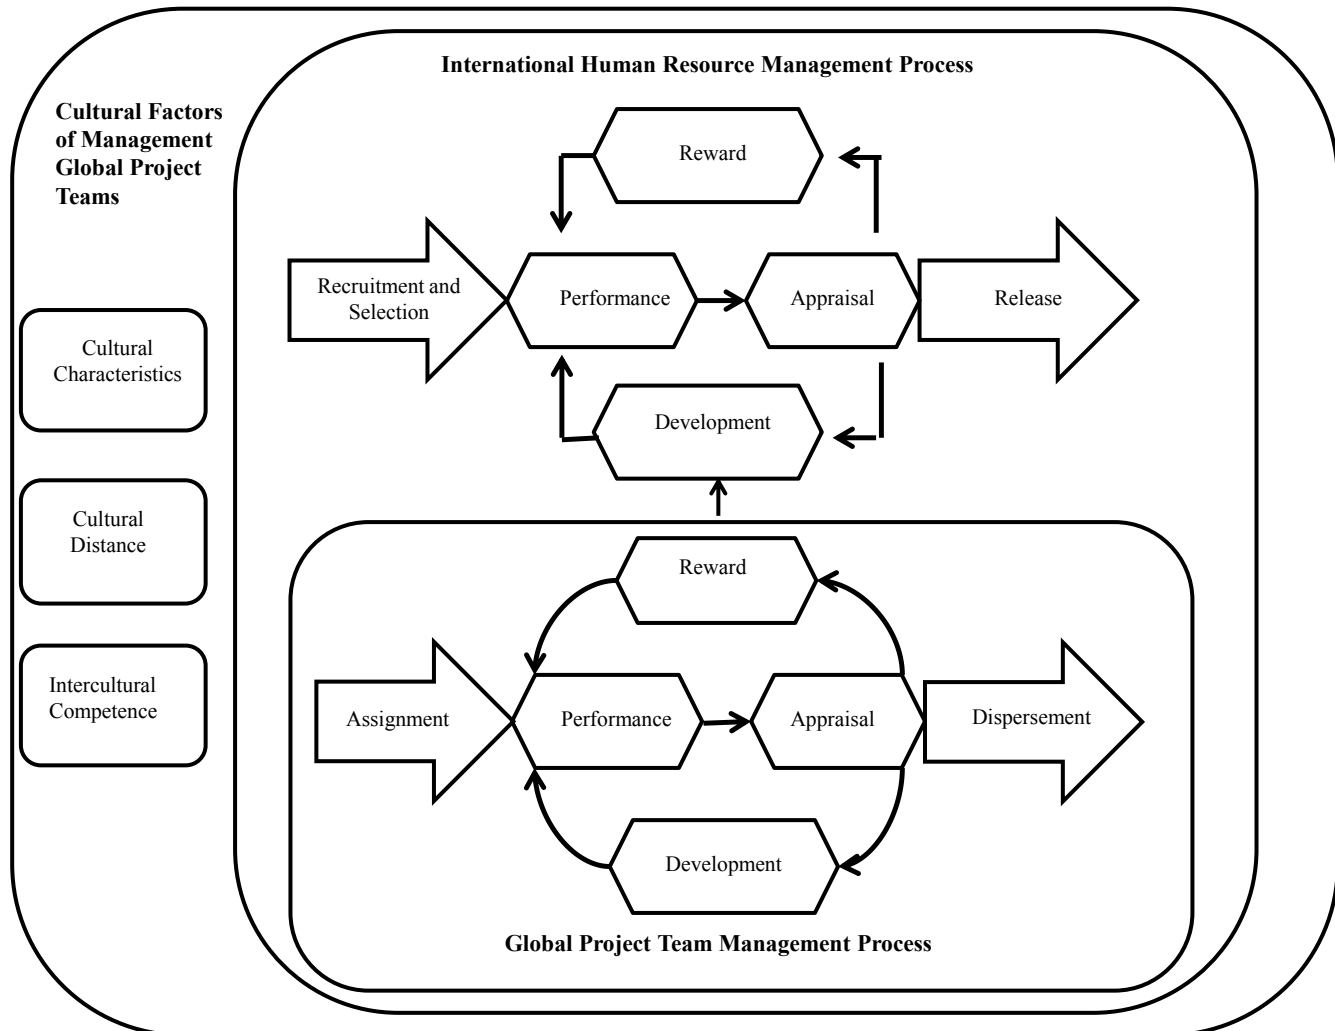 International Human Resource Management Process
Cultural Factors
of Management
Global Project
Teams
Reward
Recruitment and
Selection
Performance
Appraisal
Release
Cultural
Characteristics
Development
Cultural
Distance
Reward
Intercultural
Competence
Assignment
Performance
Appraisal
Dispersement
Development
Global Project Team Management Process